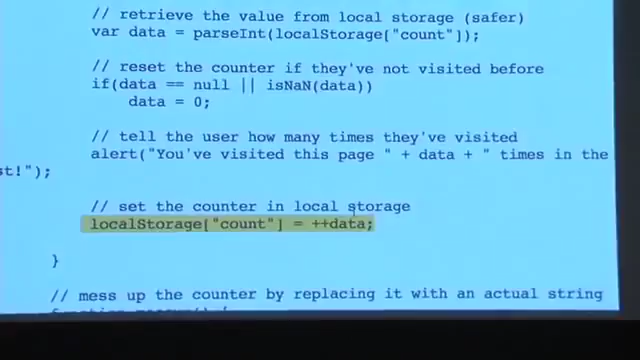 // retrieve the value from local storage (safer)
var data = parseInt(localStorage["count"]);
// reset the counter if they've not visited before
if(data == null || isNaN(data))
data = 0;
// tell the user how many times they've visited
alert("You've visited this page " + data + " times in the
st!");
// set the counter in local storage
localStorage["count"] = ++data;
}
// mess up the counter by replacing it with an actual string